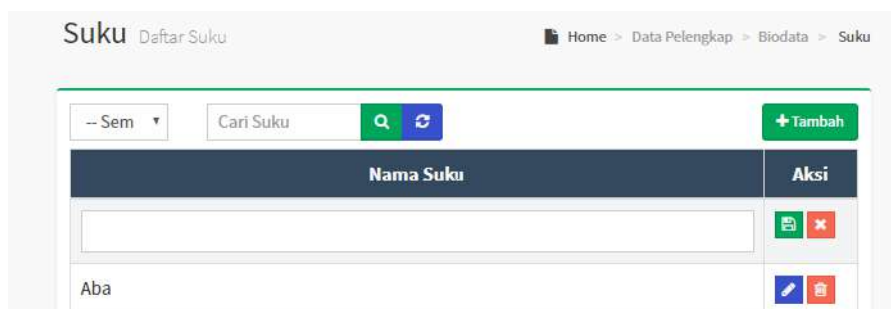 Suku Daftar Suku
Home > Data Pelengkap > Biodata > Suku
-- Sem Cari Suku +Tambah
Nama Suku Aksi
Aba